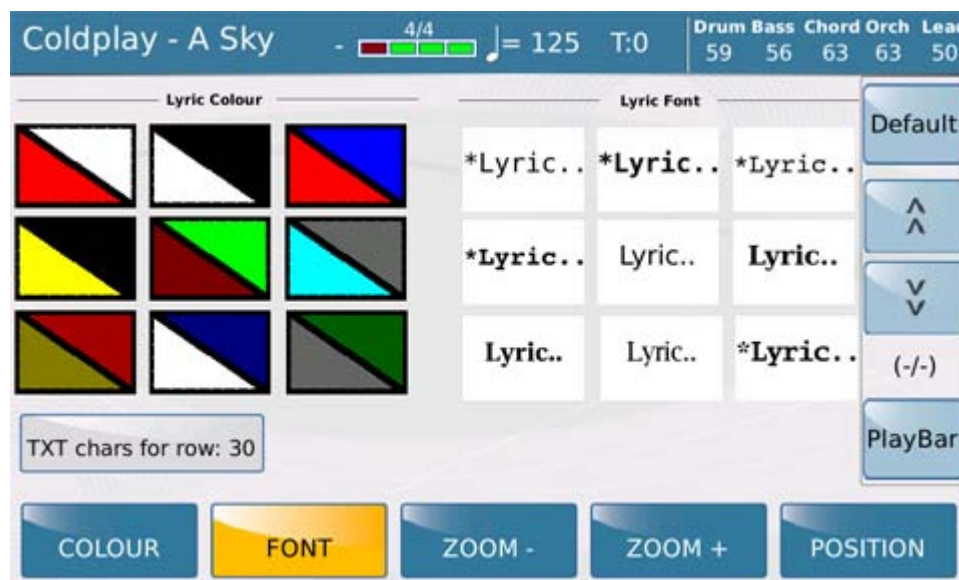 Coldplay - A Sky - 4/4 = 125 T:0
Drum Bass Chord Orch Lead
59 56 63 63 50
Lyric Colour
Lyric Font
*Lyric.. *Lyric.. *Lyric..
*Lyric.. Lyric.. Lyric..
Lyric.. Lyric.. *Lyric..
Default
(-/-)
PlayBar
TXT chars for row: 30
COLOUR FONT ZOOM - ZOOM + POSITION